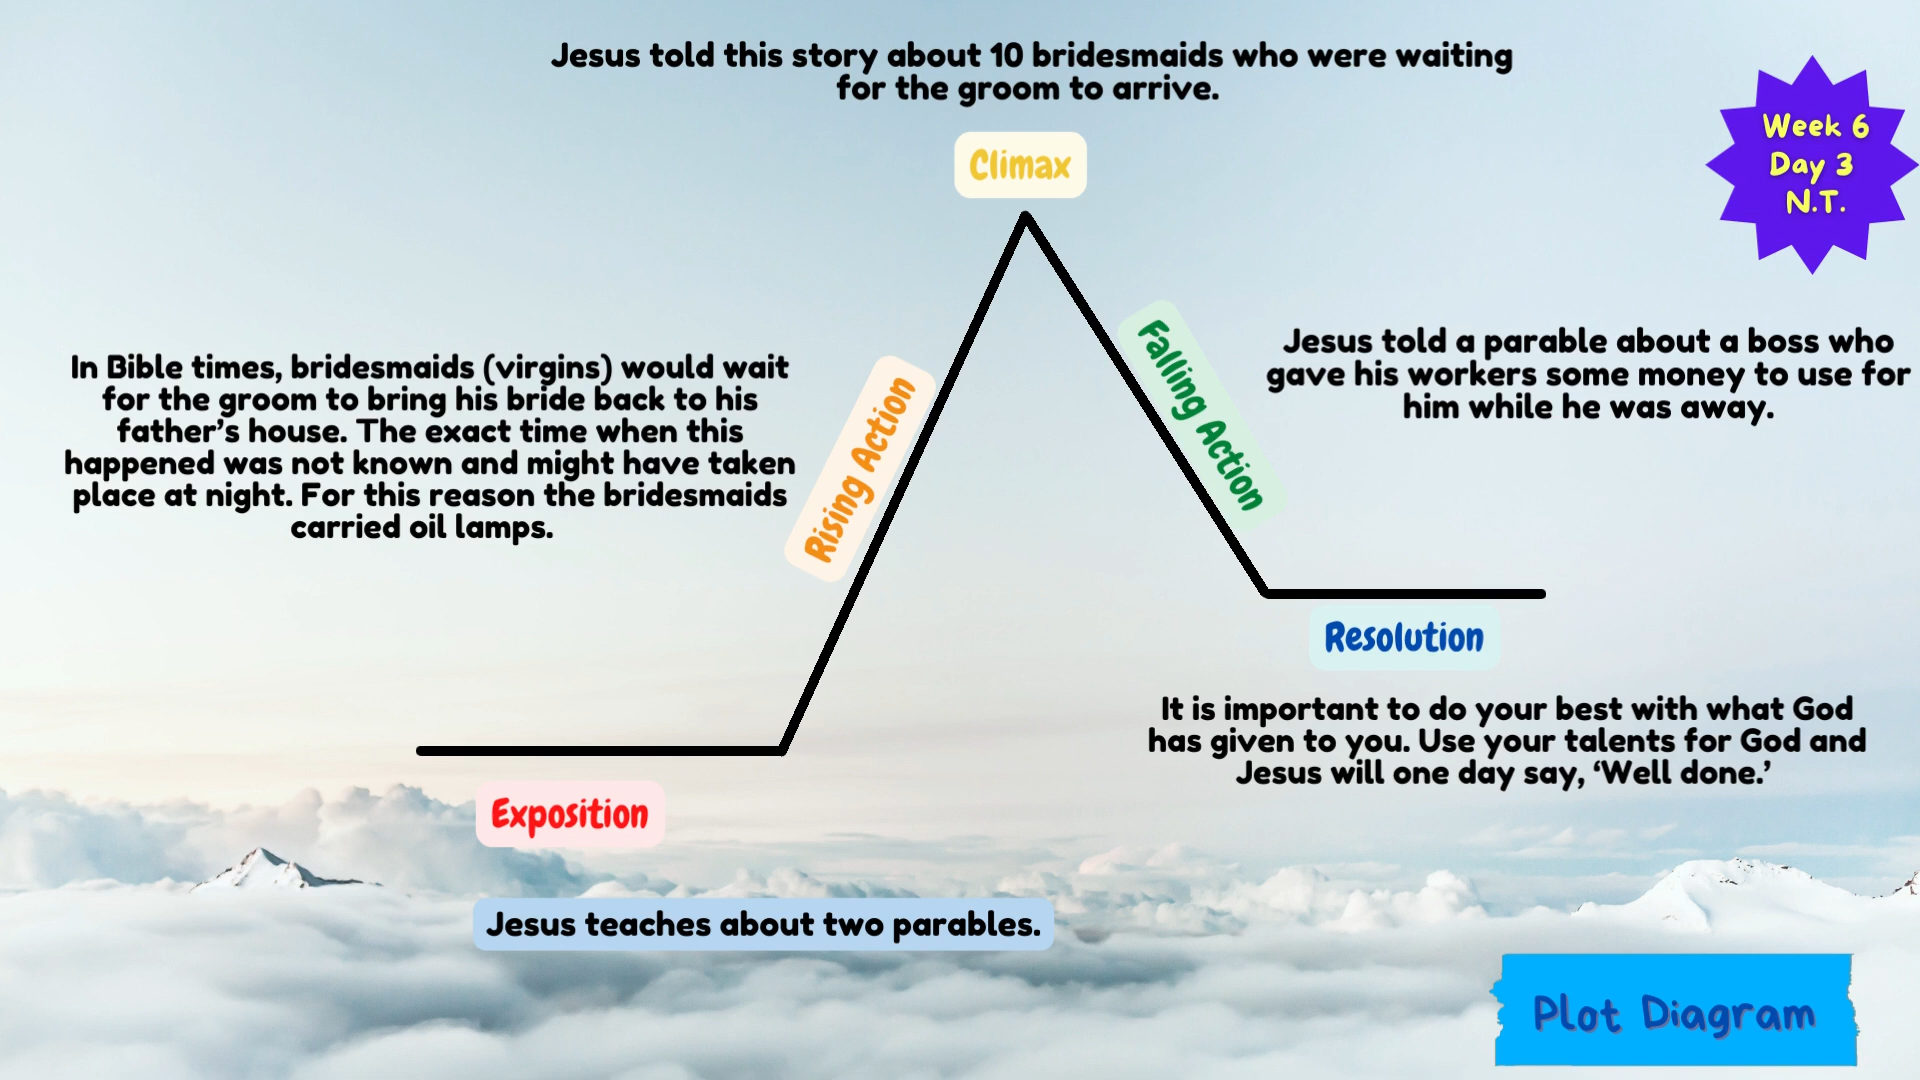 Jesus told this story about 10 bridesmaids who were waiting
for the groom to arrive.
Climax
Week 6
Day 3
N.T.
In Bible times, bridesmaids (virgins) would wait
for the groom to bring his bride back to his
father's house. The exact time when this
happened was not known and might have taken
place at night. For this reason the bridesmaids
carried oil lamps.
Rising Action
Falling Action
Jesus told a parable about a boss who
gave his workers some money to use for
him while he was away.
Resolution
It is important to do your best with what God
has given to you. Use your talents for God and
Jesus will one day say, ‘Well done.’
Exposition
Jesus teaches about two parables.
Plot Diagram